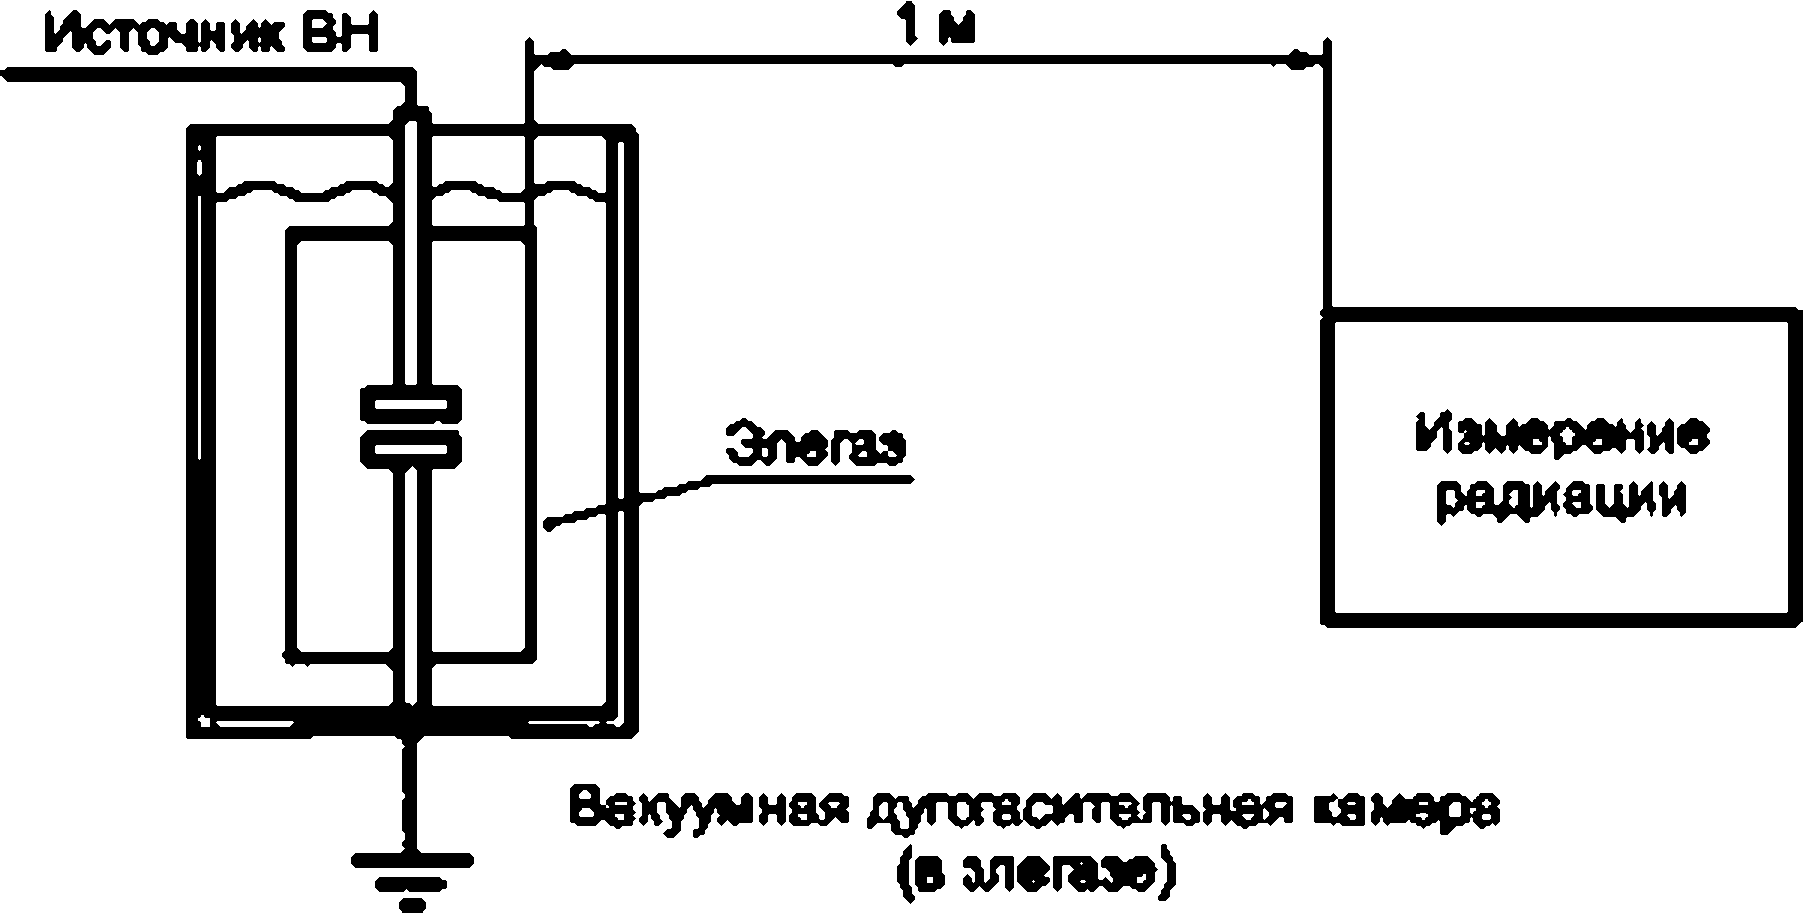 Источник ВН
1 м
Элегаз
Измерение
радиации
Вакуумная дугогасительная камера
(в элегазе)